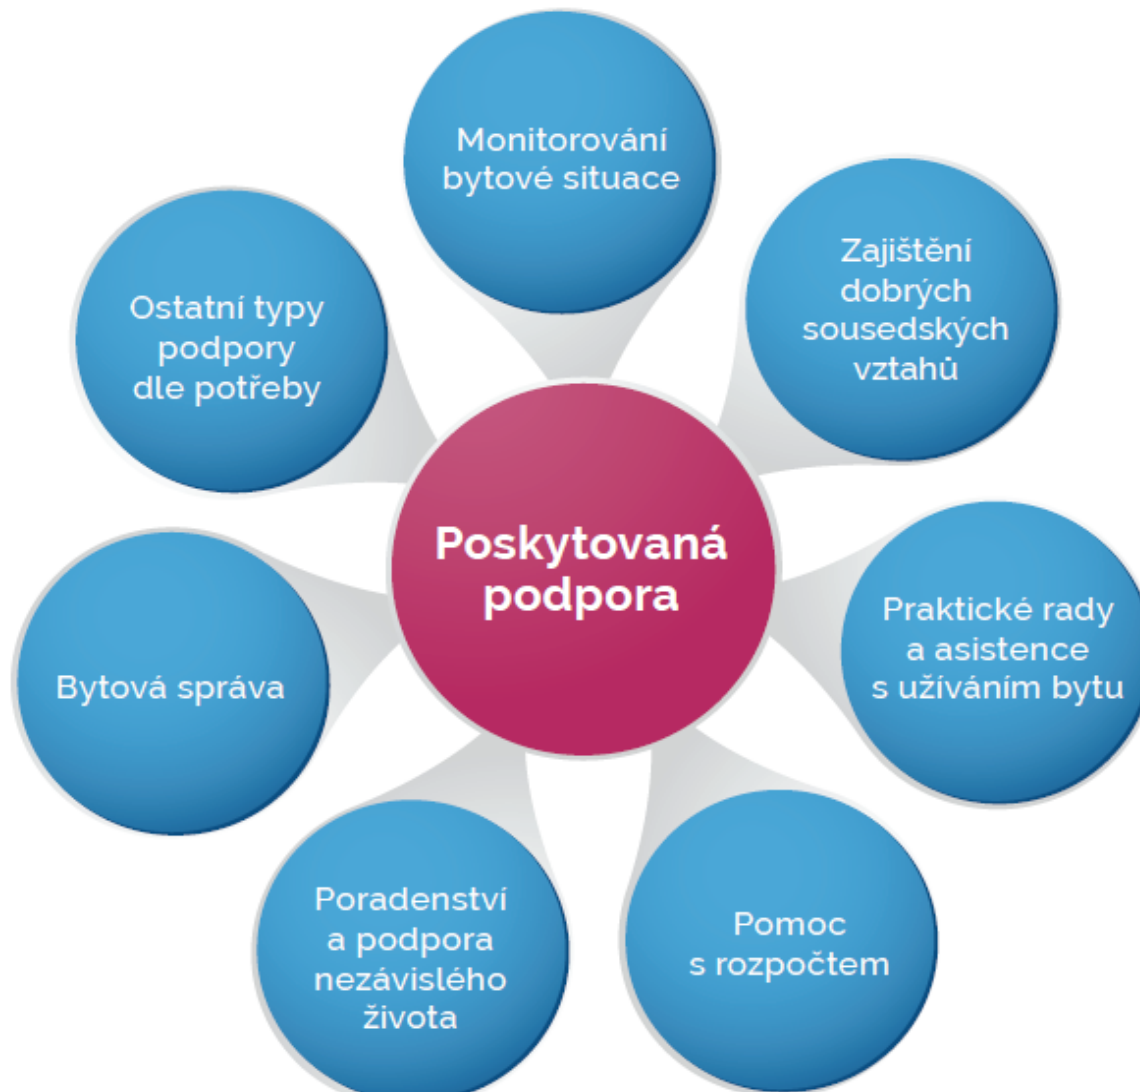 Monitorování
bytové situace
Zajištění
dobrých
sousedských
vztahů
Ostatní typy
podpory
dle potřeby
Poskytovaná
podpora
Praktické rady
a asistence
s užíváním bytu
Bytová správa
Poradenství
a podpora
nezávislého
života
Pomoc
s rozpočtem